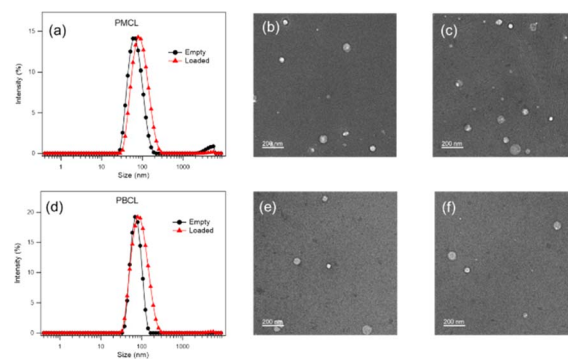 PMCL
(a)
Empty
Loaded
Intensity (%)
15
10
5
0
1
10
100
1000
Size (nm)
(b)
200 nm
(c)
200 nm
PBCL
(d)
Empty
Loaded
Intensity (%)
20
15
10
5
0
1
10
100
1000
Size (nm)
(e)
200 nm
(f)
200 nm